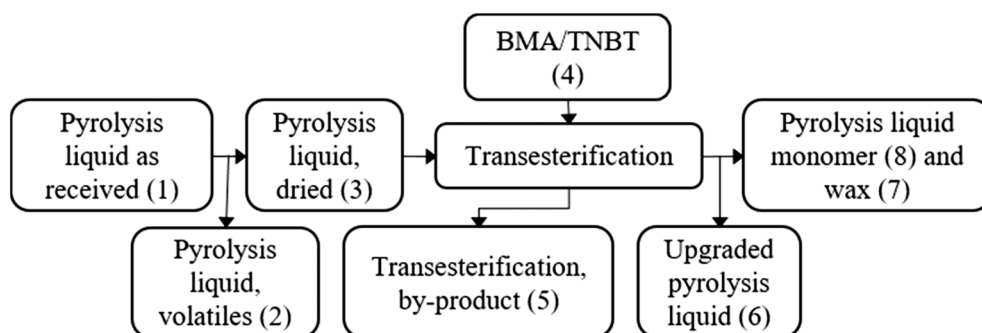 BMA/TNBT
(4)
Pyrolysis
liquid as
received (1)
Pyrolysis
liquid,
dried (3)
Transesterification
Pyrolysis liquid
monomer (8) and
wax (7)
Pyrolysis
liquid,
volatiles (2)
Transesterification,
by-product (5)
Upgraded
pyrolysis
liquid (6)